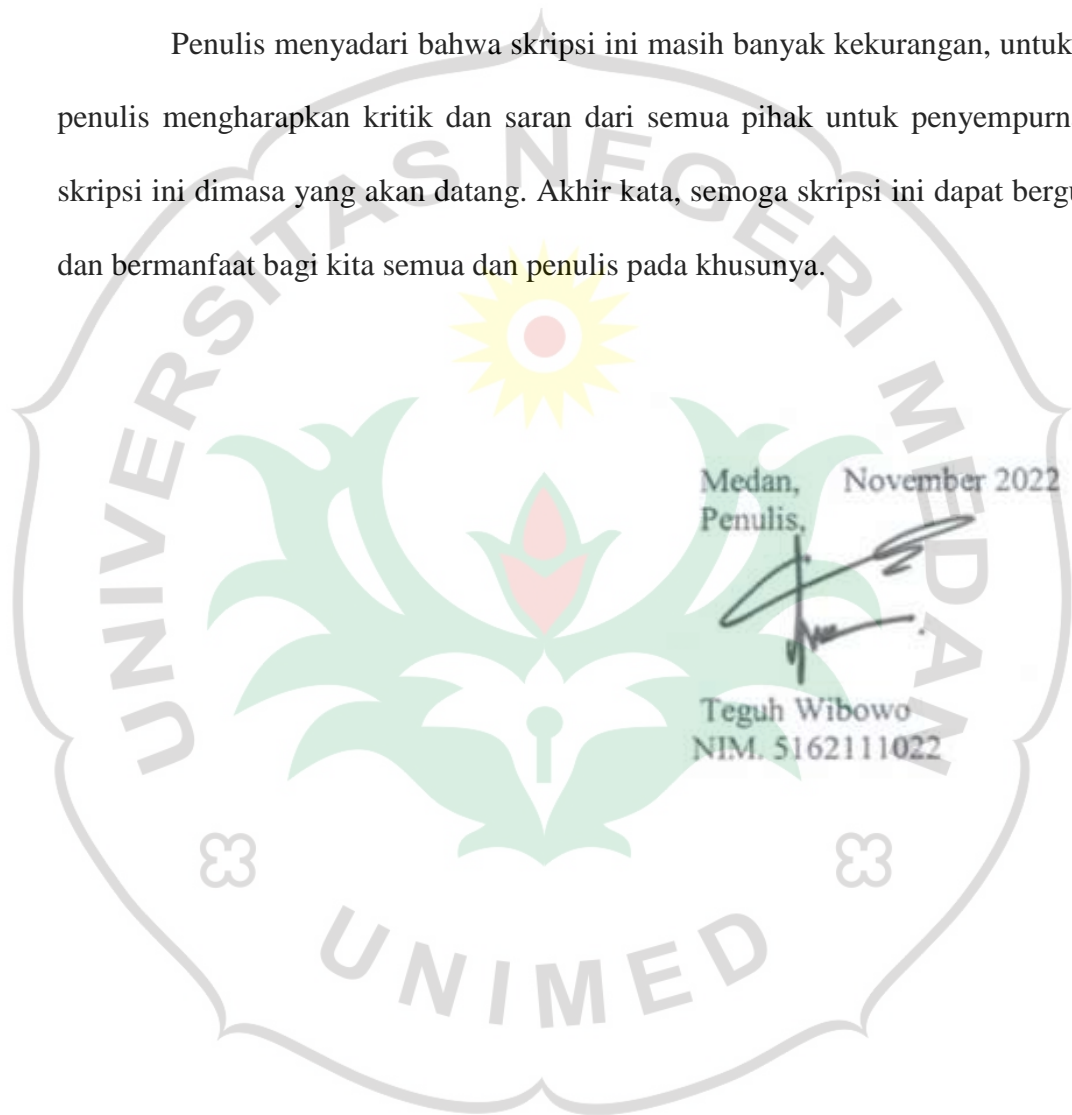 Penulis menyadari bahwa skripsi ini masih banyak kekurangan, untuk
penulis mengharapkan kritik dan saran dari semua pihak untuk penyempurn
skripsi ini dimasa yang akan datang. Akhir kata, semoga skripsi ini dapat bergu
dan bermanfaat bagi kita semua dan penulis pada khusunya.
UNIVERSITAS NEGERI MEDAN
Medan, November 2022
Penulis,
Teguh Wibowo
NIM. 5162111022
UNIMED